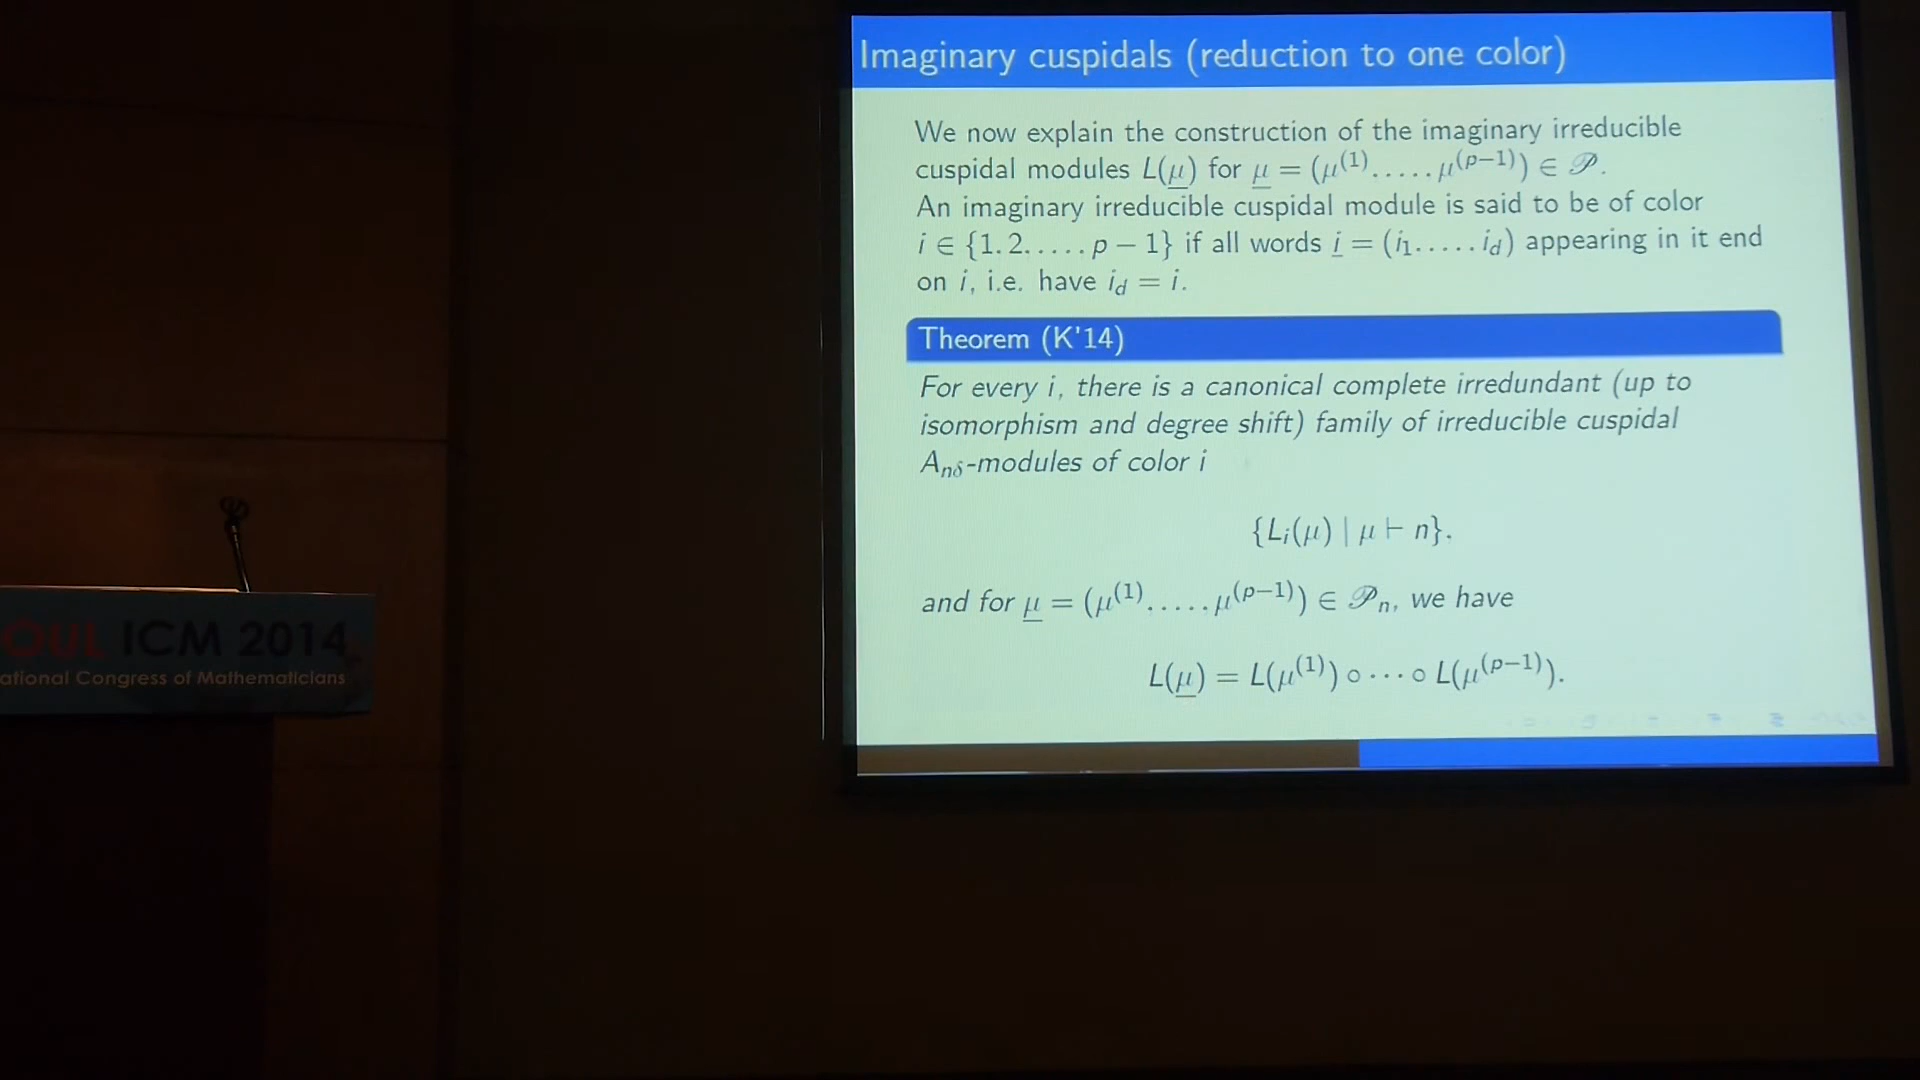 Imaginary cuspidals (reduction to one color)
We now explain the construction of the imaginary irreducible
cuspidal modules L(μ) for μ = (μ^(1), . . . , μ^(p−1)) ∈ 𝒫.
An imaginary irreducible cuspidal module is said to be of color
i ∈ {1, 2, . . . , p − 1} if all words i = (i₁, . . . , i_d) appearing in it end
on i, i.e. have i_d = i.
Theorem (K'14)
For every i, there is a canonical complete irredundant (up to
isomorphism and degree shift) family of irreducible cuspidal
A_nδ-modules of color i
{L_i(μ) | μ ⊢ n}.
and for μ = (μ^(1), . . . , μ^(p−1)) ∈ 𝒫_n, we have
L(μ) = L(μ^(1)) ∘ ⋯ ∘ L(μ^(p−1)).
OUL ICM 2014
ational Congress of Mathematicians